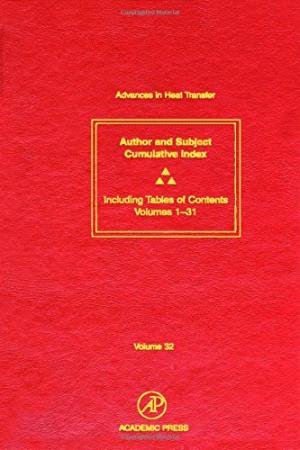 Advances in Heat Transfer
Author and Subject
Cumulative Index
Including Tables of Contents
Volumes 1–31
Volume 32
AP
ACADEMIC PRESS